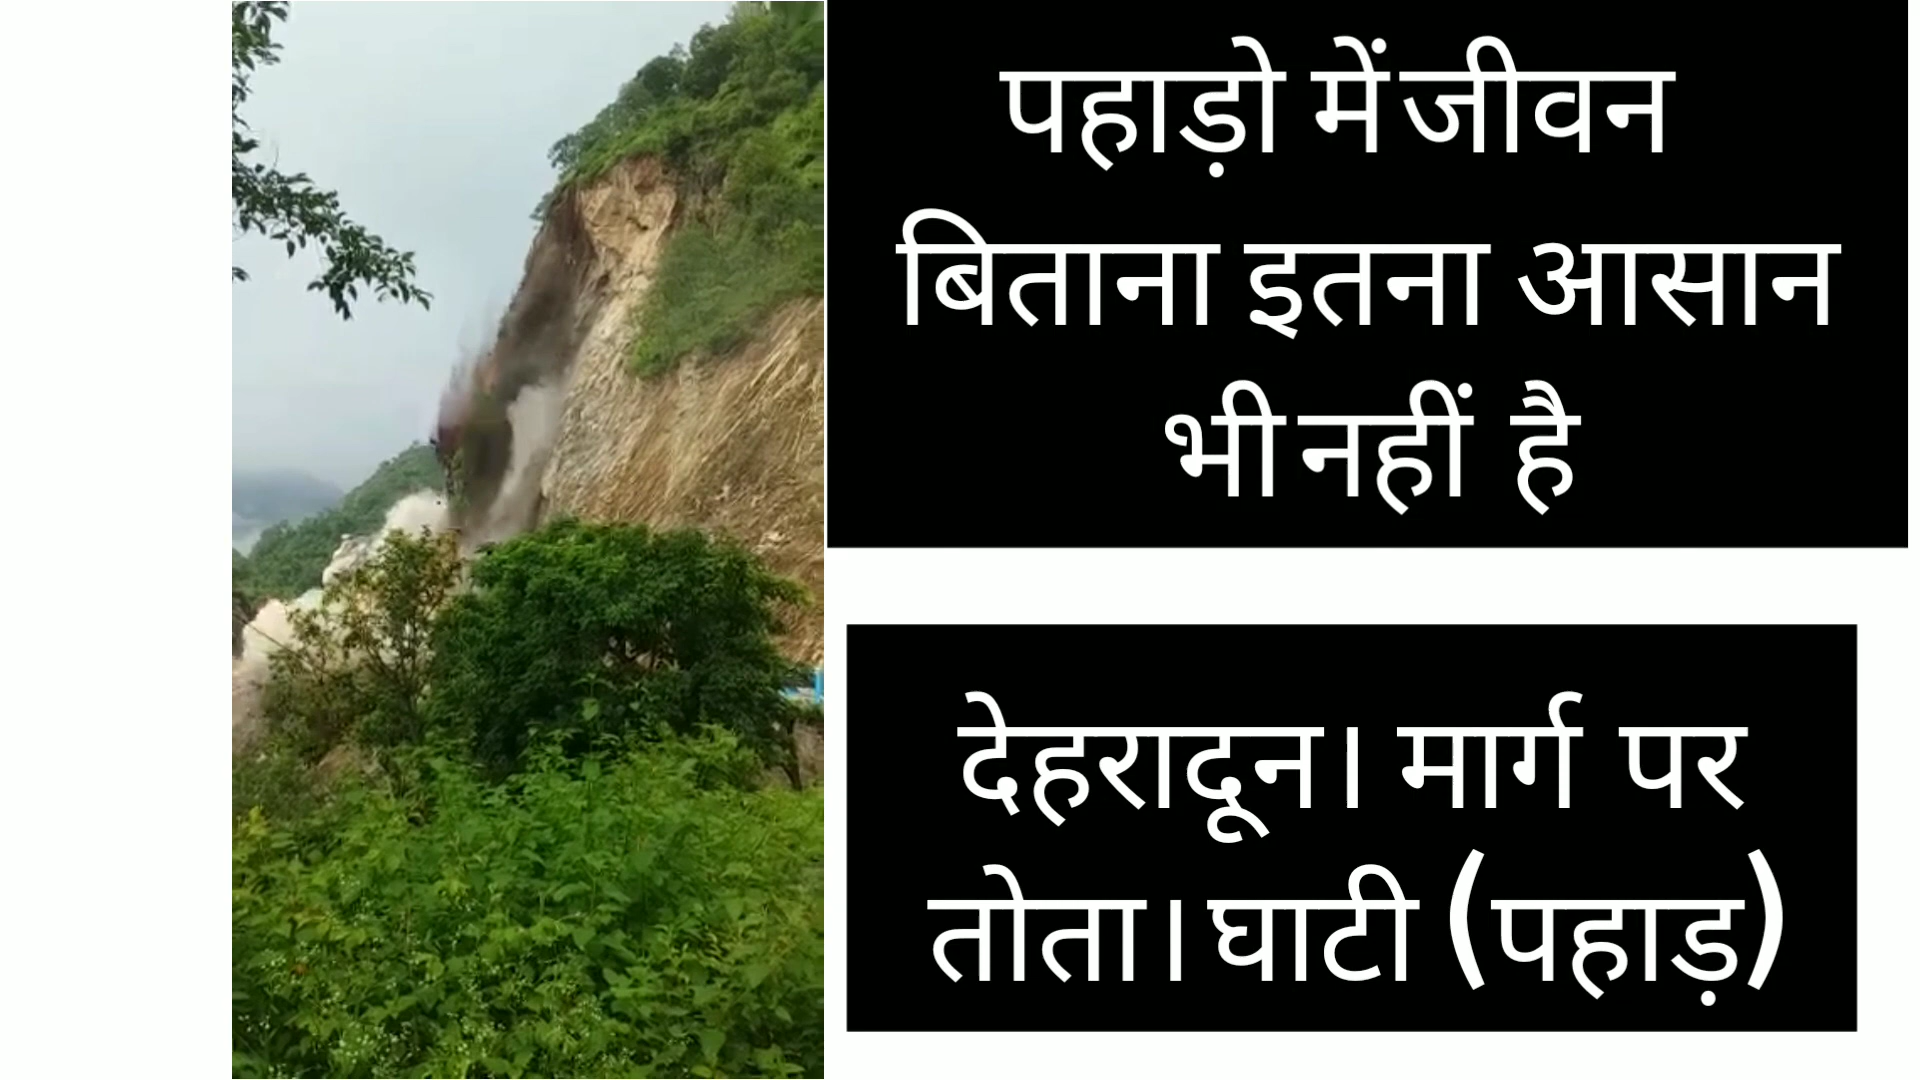 पहाड़ो में जीवन
बिताना इतना आसान
भी नहीं है
देहरादून। मार्ग पर
तोता। घाटी (पहाड़)